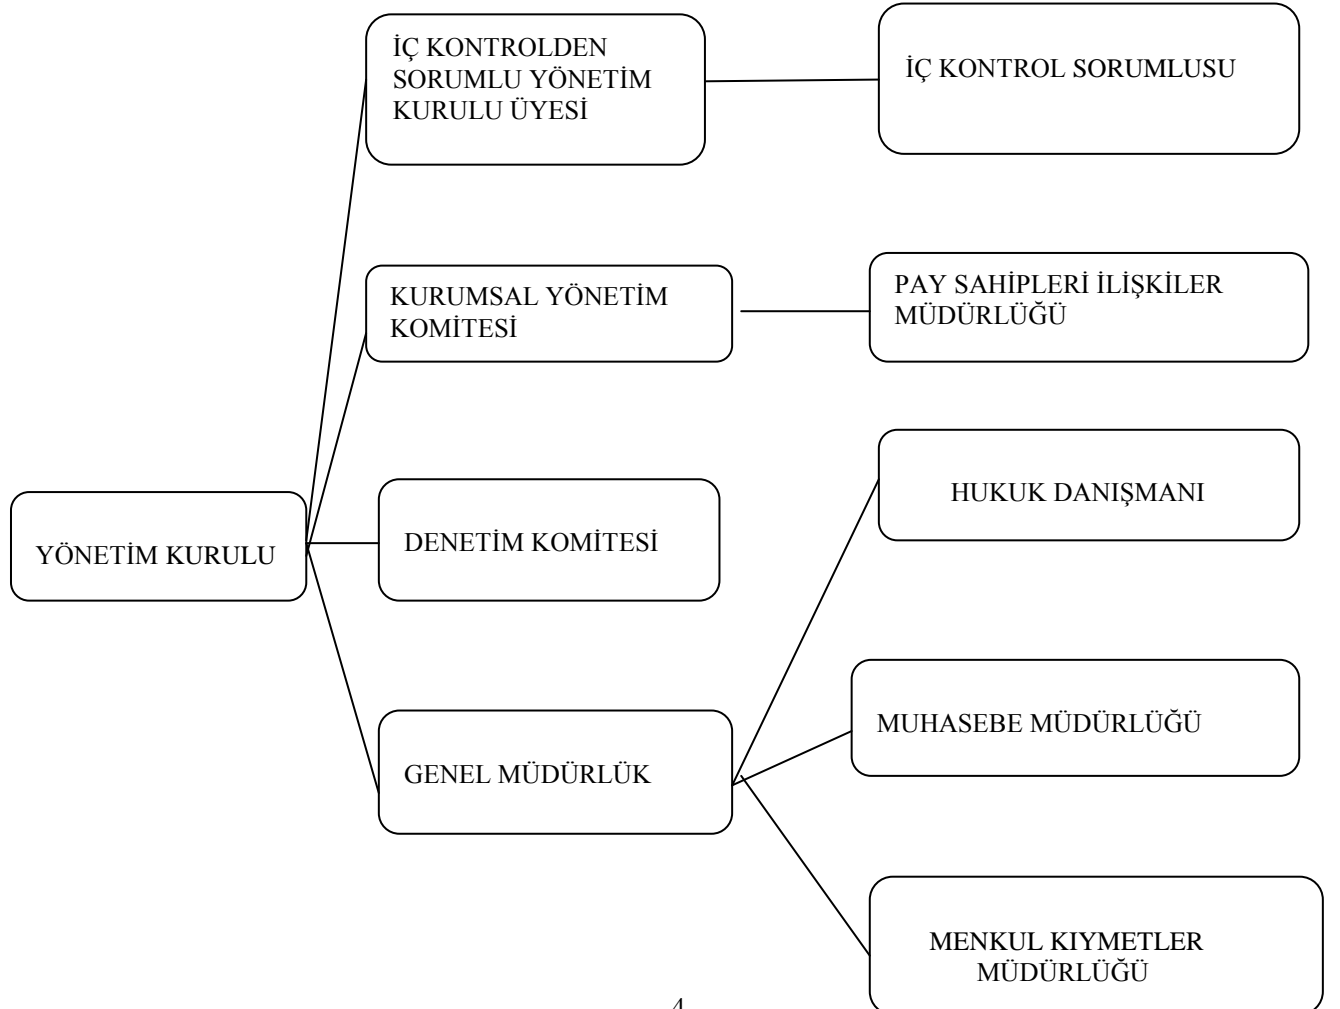 İÇ KONTROLDEN
SORUMLU YÖNETİM
KURULU ÜYESİ
İÇ KONTROL SORUMLUSU
KURUMSAL YÖNETİM
KOMİTESİ
PAY SAHİPLERİ İLİŞKİLER
MÜDÜRLÜĞÜ
HUKUK DANIŞMANI
YÖNETİM KURULU
DENETİM KOMİTESİ
GENEL MÜDÜRLÜK
MUHASEBE MÜDÜRLÜĞÜ
MENKUL KIYMETLER
MÜDÜRLÜĞÜ
4